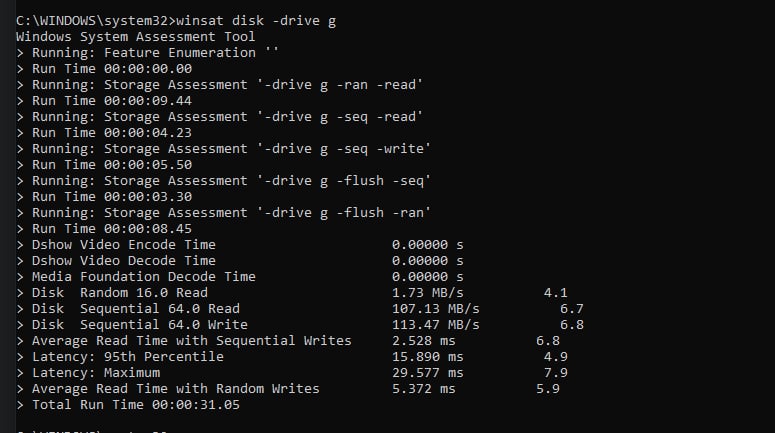 C:\WINDOWS\system32>winsat disk -drive g
Windows System Assessment Tool
> Running: Feature Enumeration ''
> Run Time 00:00:00.00
> Running: Storage Assessment '-drive g -ran -read'
> Run Time 00:00:09.44
> Running: Storage Assessment '-drive g -seq -read'
> Run Time 00:00:04.23
> Running: Storage Assessment '-drive g -seq -write'
> Run Time 00:00:05.50
> Running: Storage Assessment '-drive g -flush -seq'
> Run Time 00:00:03.30
> Running: Storage Assessment '-drive g -flush -ran'
> Run Time 00:00:08.45
> Dshow Video Encode Time                      0.00000 s
> Dshow Video Decode Time                      0.00000 s
> Media Foundation Decode Time                 0.00000 s
> Disk  Random 16.0 Read                       1.73 MB/s          4.1
> Disk  Sequential 64.0 Read                   107.13 MB/s          6.7
> Disk  Sequential 64.0 Write                  113.47 MB/s          6.8
> Average Read Time with Sequential Writes     2.528 ms          6.8
> Latency: 95th Percentile                     15.890 ms          4.9
> Latency: Maximum                             29.577 ms          7.9
> Average Read Time with Random Writes         5.372 ms          5.9
> Total Run Time 00:00:31.05